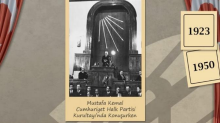 1923
1950
Mustafa Kemal
Cumhuriyet Halk Partisi
Kurultayı'nda Konuşurken